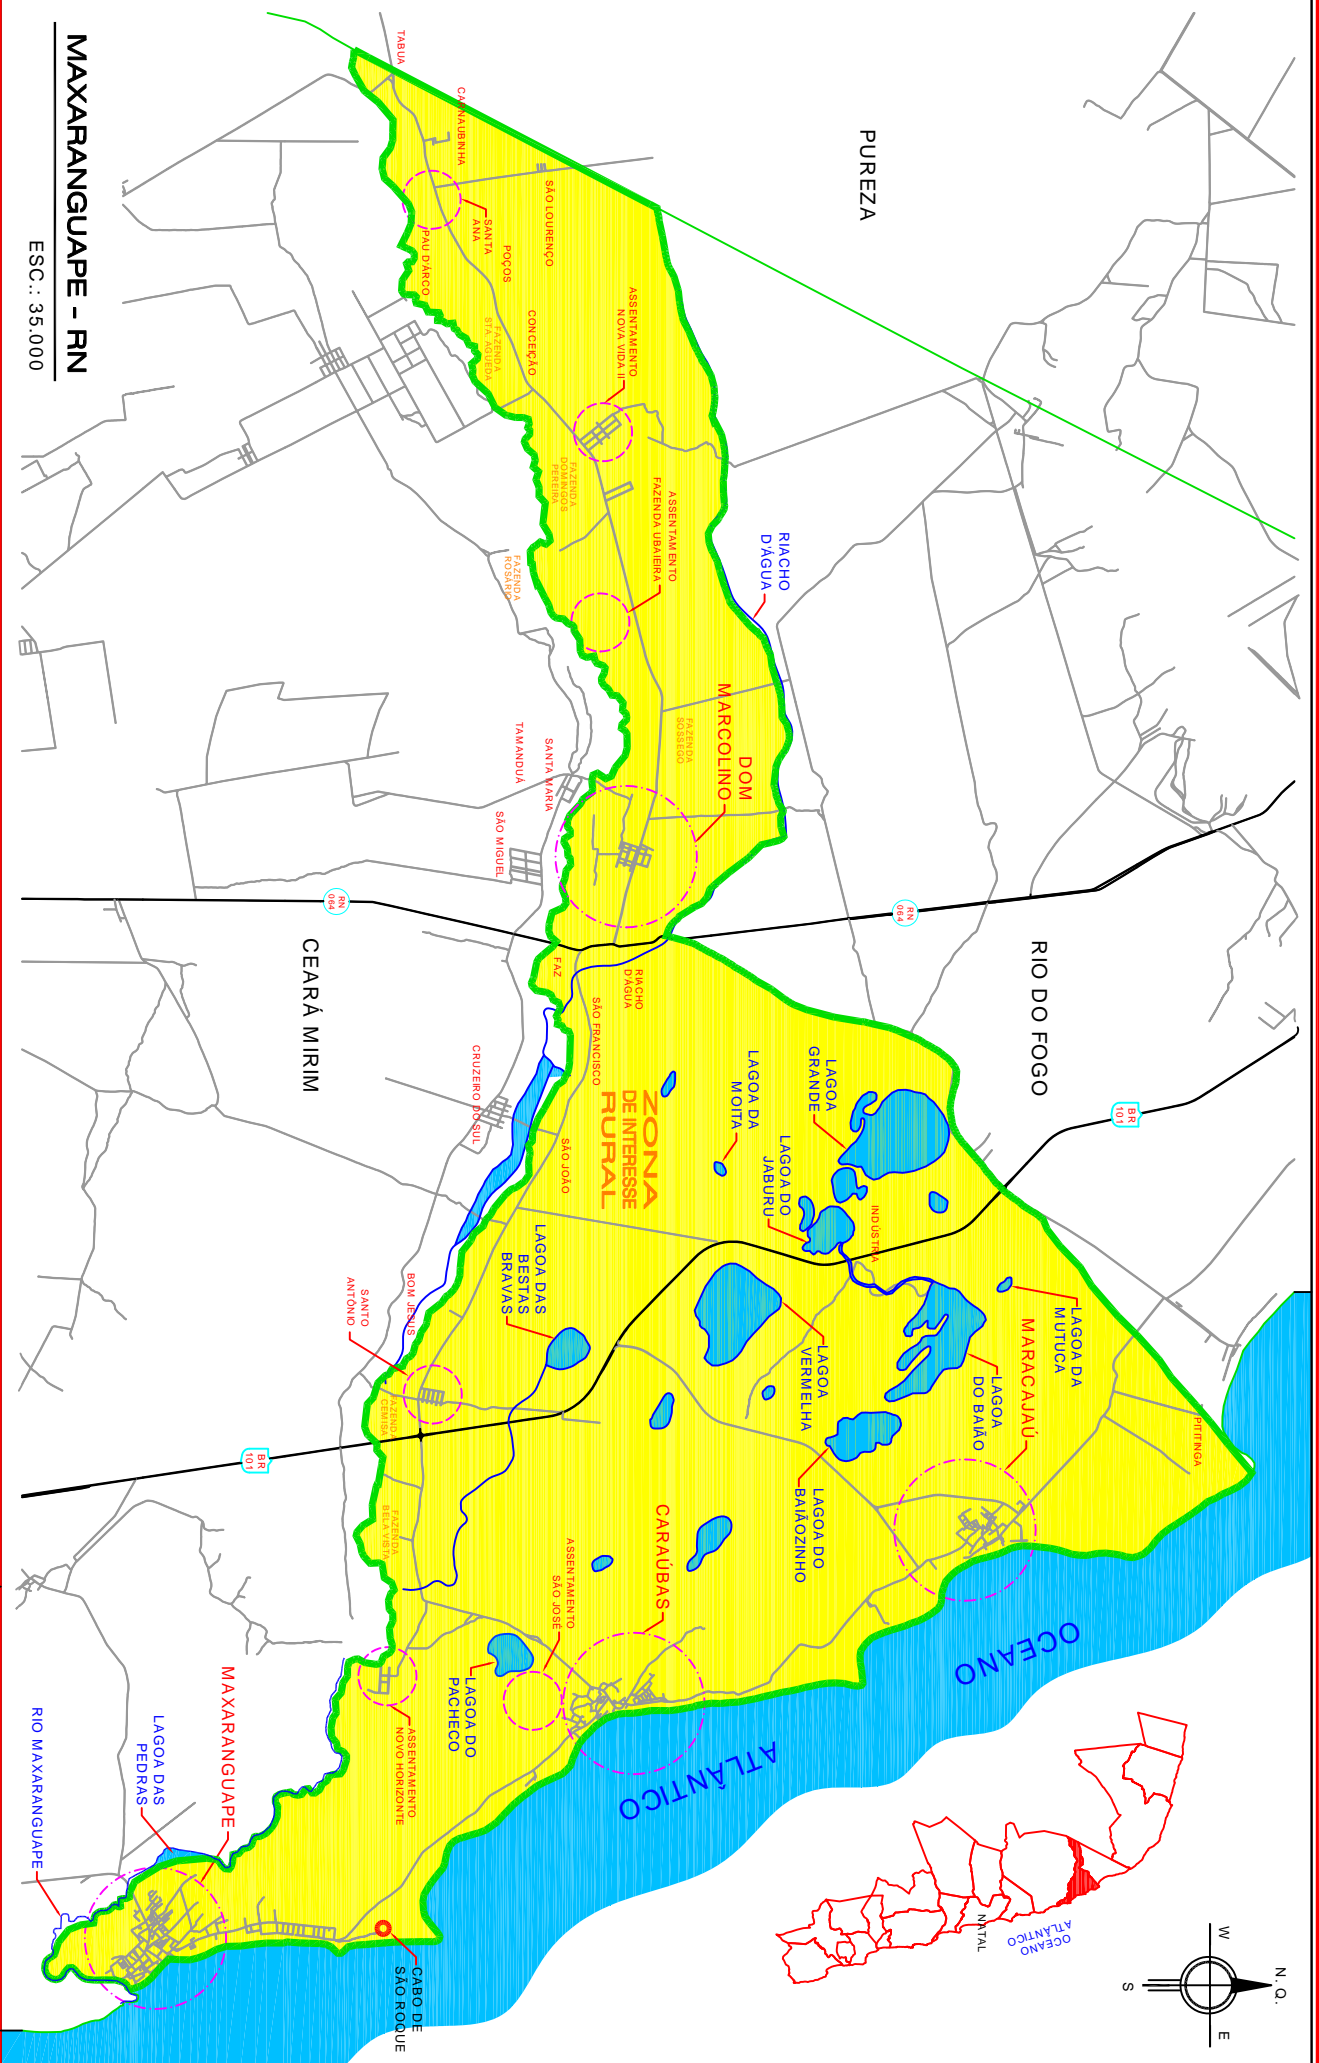 MAXARANGUAPE - RN
ESC.: 35.000
PUREZA
RIO DO FOGO
CEARÁ MIRIM
TABUA
CARNAUBINHA
SÃO LOURENÇO
SANTA
ANA
POÇOS
PAU D'ÁRCO
CONCEIÇÃO
FAZENDA
STA. AGUEDA
ASSENTAMENTO
NOVA VIDA II
FAZENDA
DOMINGOS
PEREIRA
ASSENTAMENTO
FAZENDA UBAIEIRA
FAZENDA
ROSÁRIO
RIACHO
D'ÁGUA
DOM
MARCOLINO
FAZENDA
SOSSEGO
SANTA MARIA
TAMANDUÁ
SÃO MIGUEL
RN
064
RN
064
FAZ
RIACHO
D'ÁGUA
SÃO FRANCISCO
CRUZEIRO DO SUL
SÃO JOÃO
ZONA
DE INTERESSE
RURAL
LAGOA DA
MOITA
LAGOA
GRANDE
LAGOA DO
JABURU
INDÚSTRIA
BR
101
LAGOA DAS
BESTAS
BRAVAS
BOM JESUS
SANTO
ANTÔNIO
LAGOA
VERMELHA
LAGOA
DO BAIÃO
LAGOA DA
MUTUCA
MARACAJAÚ
PITITINGA
FAZENDA
CEMISA
BR
101
FAZENDA
BELA VISTA
LAGOA DO
BAIÃOZINHO
CARAÚBAS
ASSENTAMENTO
SÃO JOSÉ
LAGOA DO
PACHECO
ASSENTAMENTO
NOVO HORIZONTE
OCEANO
ATLÂNTICO
MAXARANGUAPE
LAGOA DAS
PEDRAS
RIO MAXARANGUAPE
CABO DE
SÃO ROQUE
NATAL
OCEANO
ATLÂNTICO
N.Q.
W
E
S